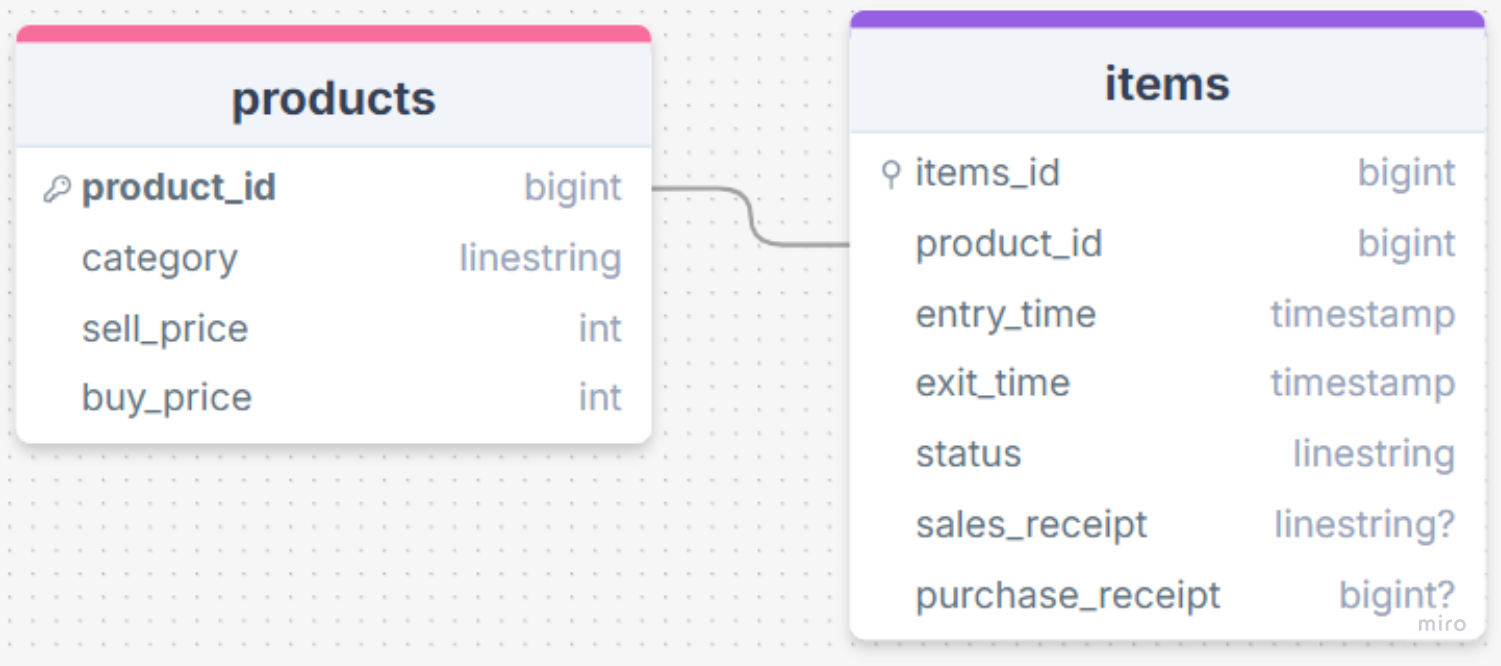 products
product_id bigint
category linestring
sell_price int
buy_price int
items
items_id bigint
product_id bigint
entry_time timestamp
exit_time timestamp
status linestring
sales_receipt linestring?
purchase_receipt bigint?
miro